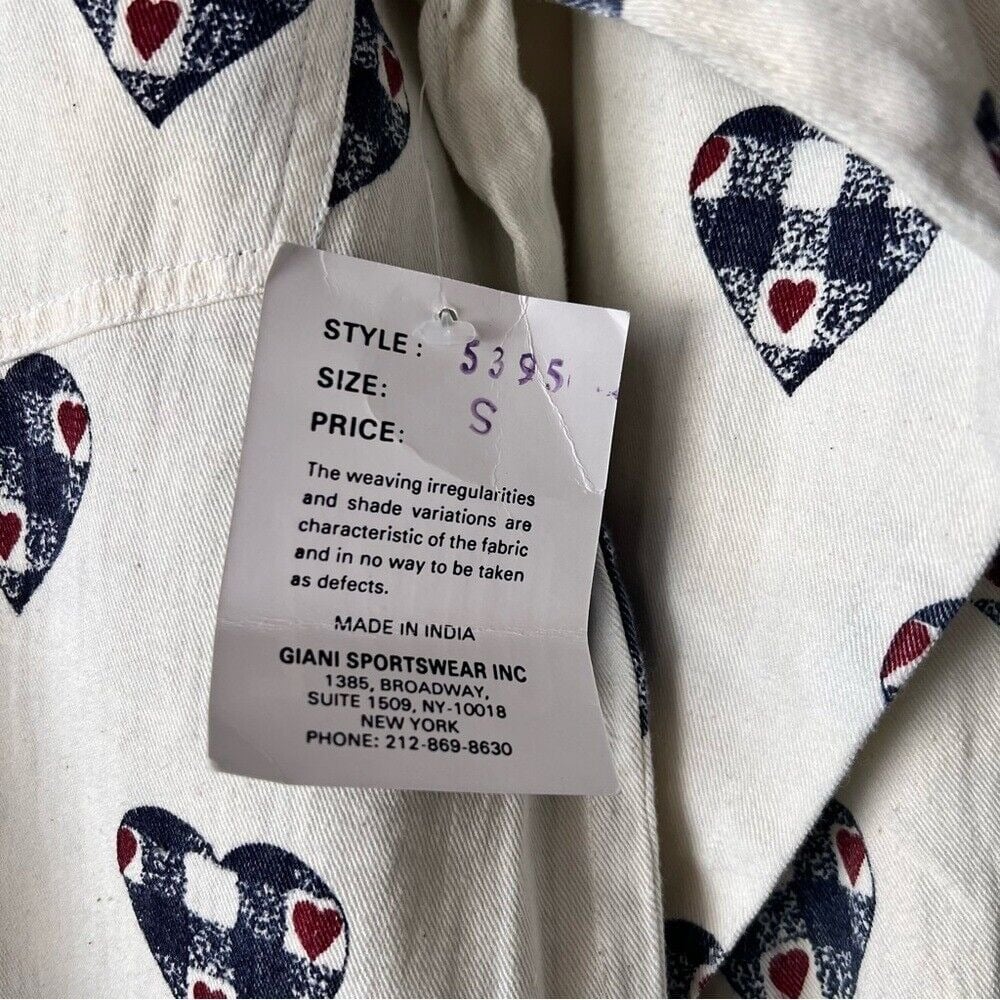 STYLE: 5395
SIZE: S
PRICE:
The weaving irregularities
and shade variations are
characteristic of the fabric
and in no way to be taken
as defects.
MADE IN INDIA
GIANI SPORTSWEAR INC
1385, BROADWAY,
SUITE 1509, NY-10018
NEW YORK
PHONE: 212-869-8630